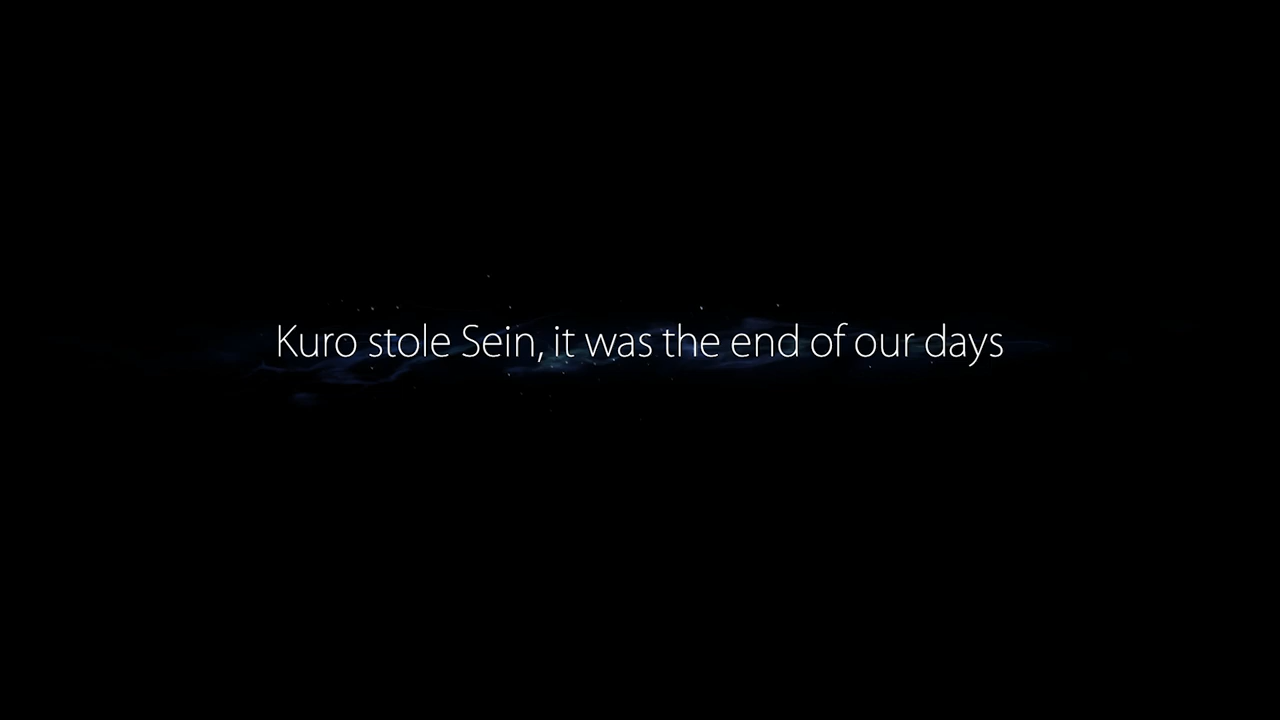 Kuro stole Sein, it was the end of our days